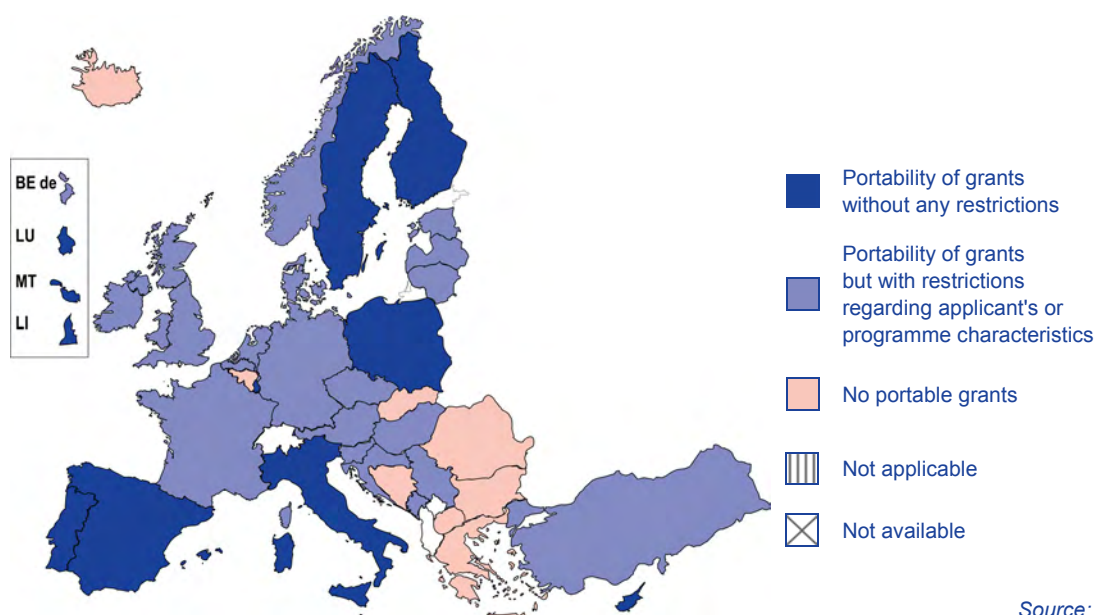 BE de
LU
MT
LI
Portability of grants
without any restrictions
Portability of grants
but with restrictions
regarding applicant's or
programme characteristics
No portable grants
Not applicable
Not available
Source: